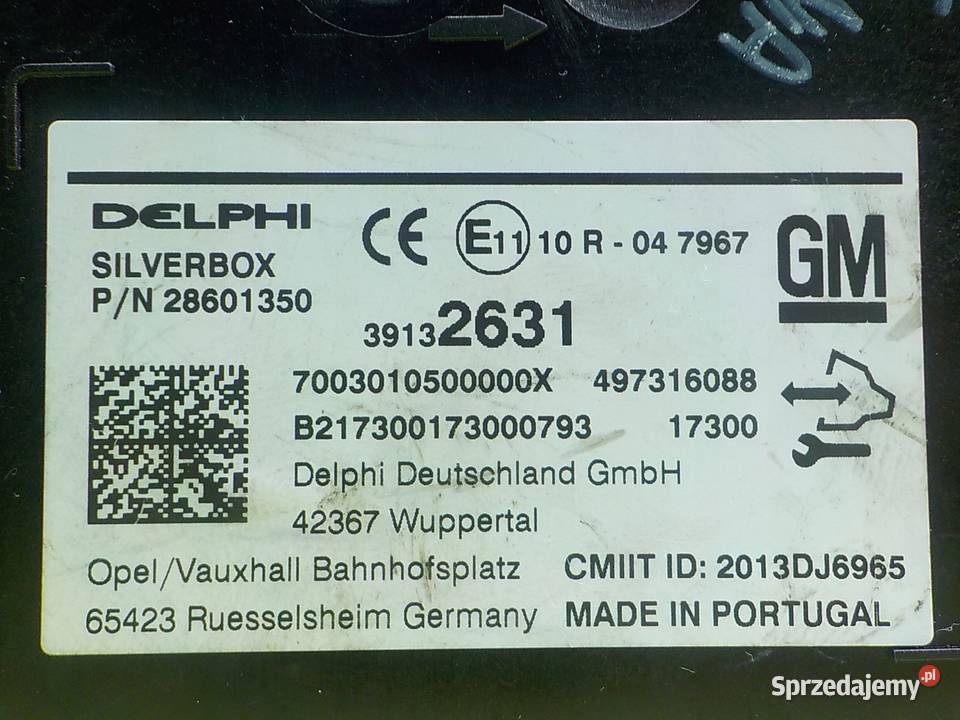 DELPHI
CE E11 10 R - 04 7967
GM
SILVERBOX
P/N 28601350
39132631
7003010500000X 497316088
B217300173000793 17300
Delphi Deutschland GmbH
42367 Wuppertal
Opel/Vauxhall Bahnhofsplatz CMIIT ID: 2013DJ6965
65423 Ruesselsheim Germany MADE IN PORTUGAL
Sprzedajemy.pl